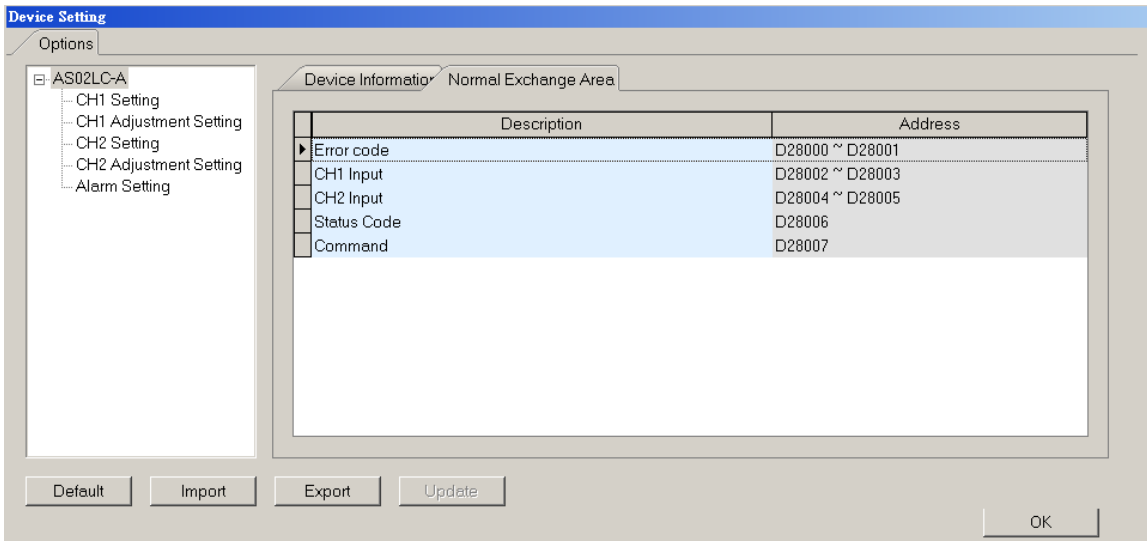 Device Setting
Options
AS02LC-A
CH1 Setting
CH1 Adjustment Setting
CH2 Setting
CH2 Adjustment Setting
Alarm Setting
Device Information Normal Exchange Area
Description Address
Error code D28000 ~ D28001
CH1 Input D28002 ~ D28003
CH2 Input D28004 ~ D28005
Status Code D28006
Command D28007
Default Import Export Update
OK